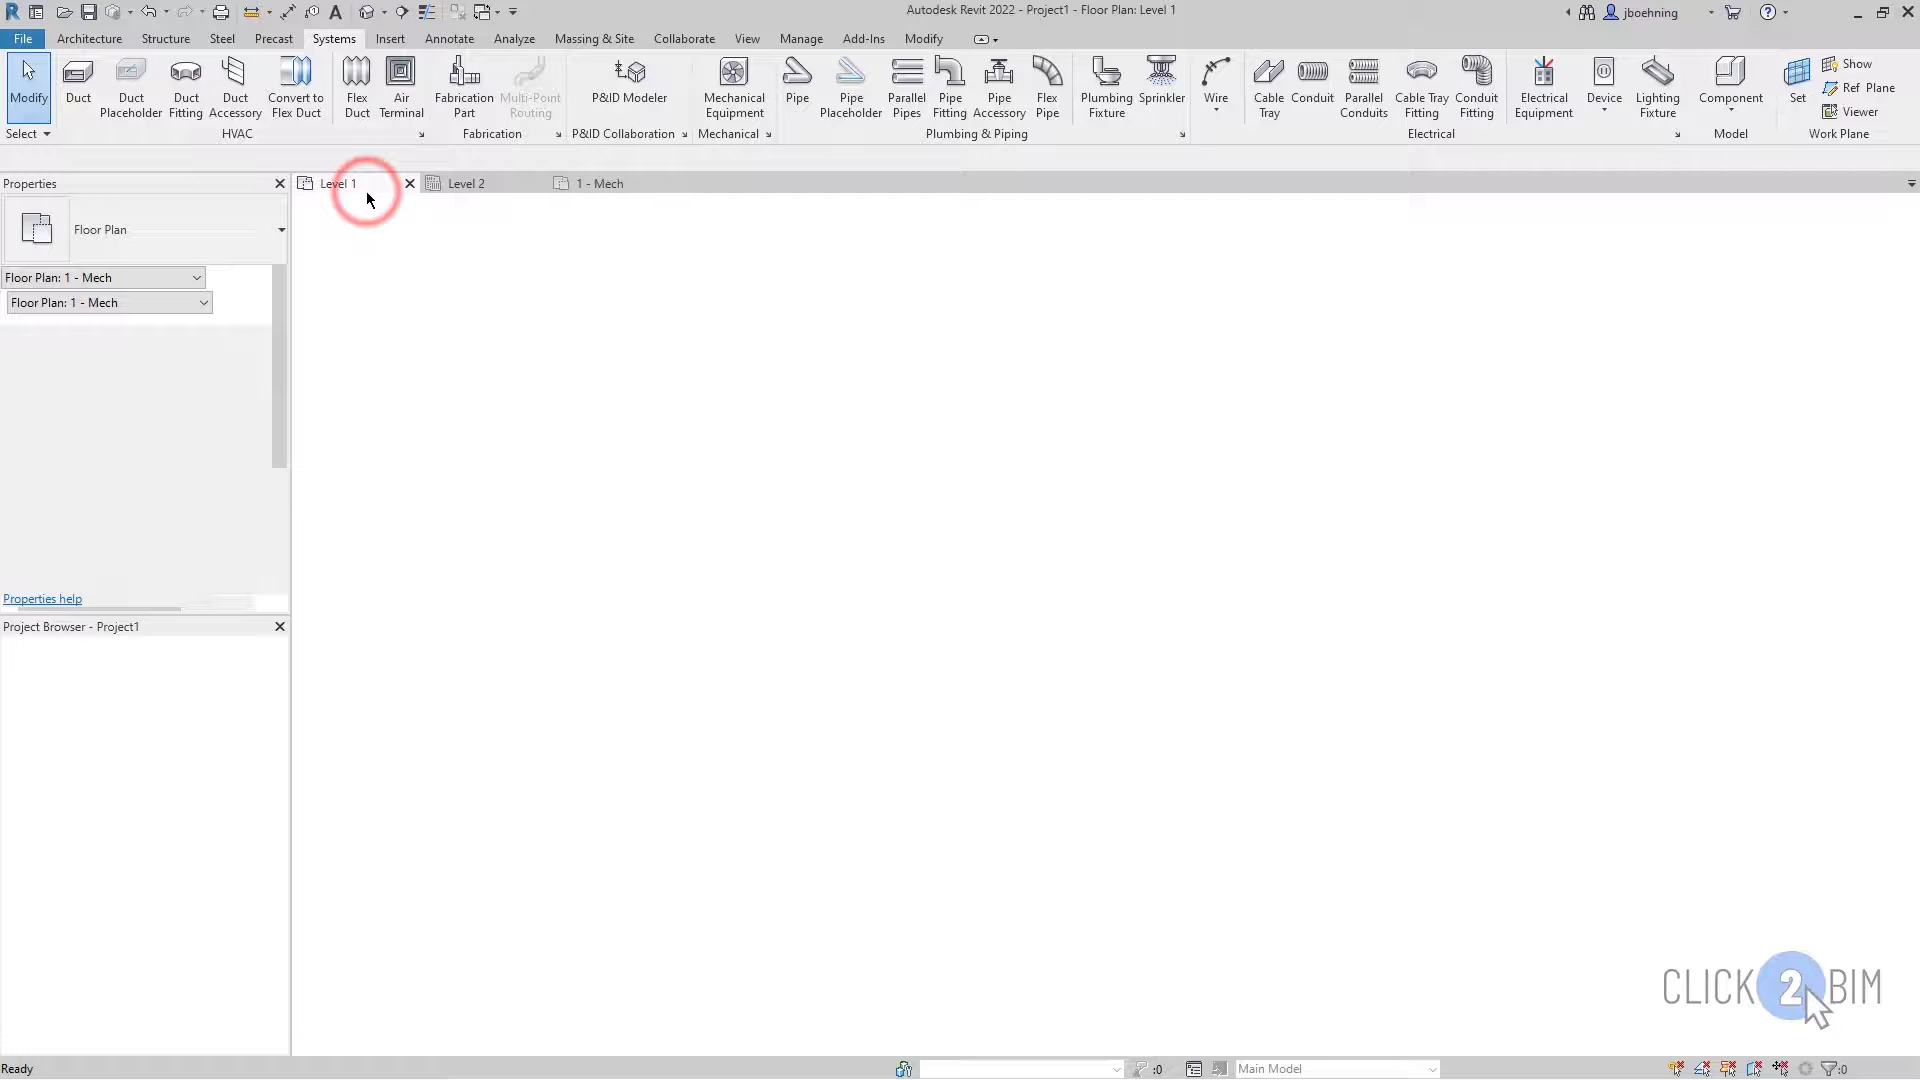 Autodesk Revit 2022 - Project1 - Floor Plan: Level 1
jboehning
File Architecture Structure Steel Precast Systems Insert Annotate Analyze Massing & Site Collaborate View Manage Add-Ins Modify
Modify
Duct
Duct Placeholder
Duct Fitting
Duct Accessory
Convert to Flex Duct
Flex Duct
Air Terminal
Fabrication Part
Multi-Point Routing
P&ID Modeler
Mechanical Equipment
Pipe
Pipe Placeholder
Parallel Pipes
Pipe Fitting
Pipe Accessory
Flex Pipe
Plumbing Fixture
Sprinkler
Wire
Cable Tray
Conduit
Parallel Conduits
Cable Tray Fitting
Conduit Fitting
Electrical Equipment
Device
Lighting Fixture
Component
Set
Show
Ref Plane
Viewer
Select HVAC Fabrication P&ID Collaboration Mechanical Plumbing & Piping Electrical Model Work Plane
Properties
Level 1 Level 2 1 - Mech
Floor Plan
Floor Plan: 1 - Mech
Floor Plan: 1 - Mech
Properties help
Project Browser - Project1
CLICK 2 BIM
Ready
:0
Main Model
:0